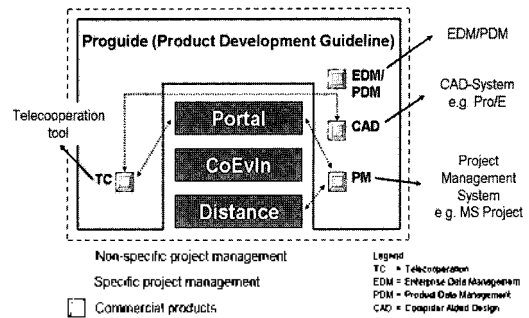 Proguide (Product Development Guideline)
EDM/PDM
EDM/
PDM
CAD-System
e.g. Pro/E
Telecooperation
tool
Portal
CAD
CoEvIn
TC
PM
Project
Management
System
e.g. MS Project
Distance
Non-specific project management
Specific project management
Commercial products
Legend
TC = Telecooperation
EDM = Enterprise Data Management
PDM = Product Data Management
CAD = Computer Aided Design